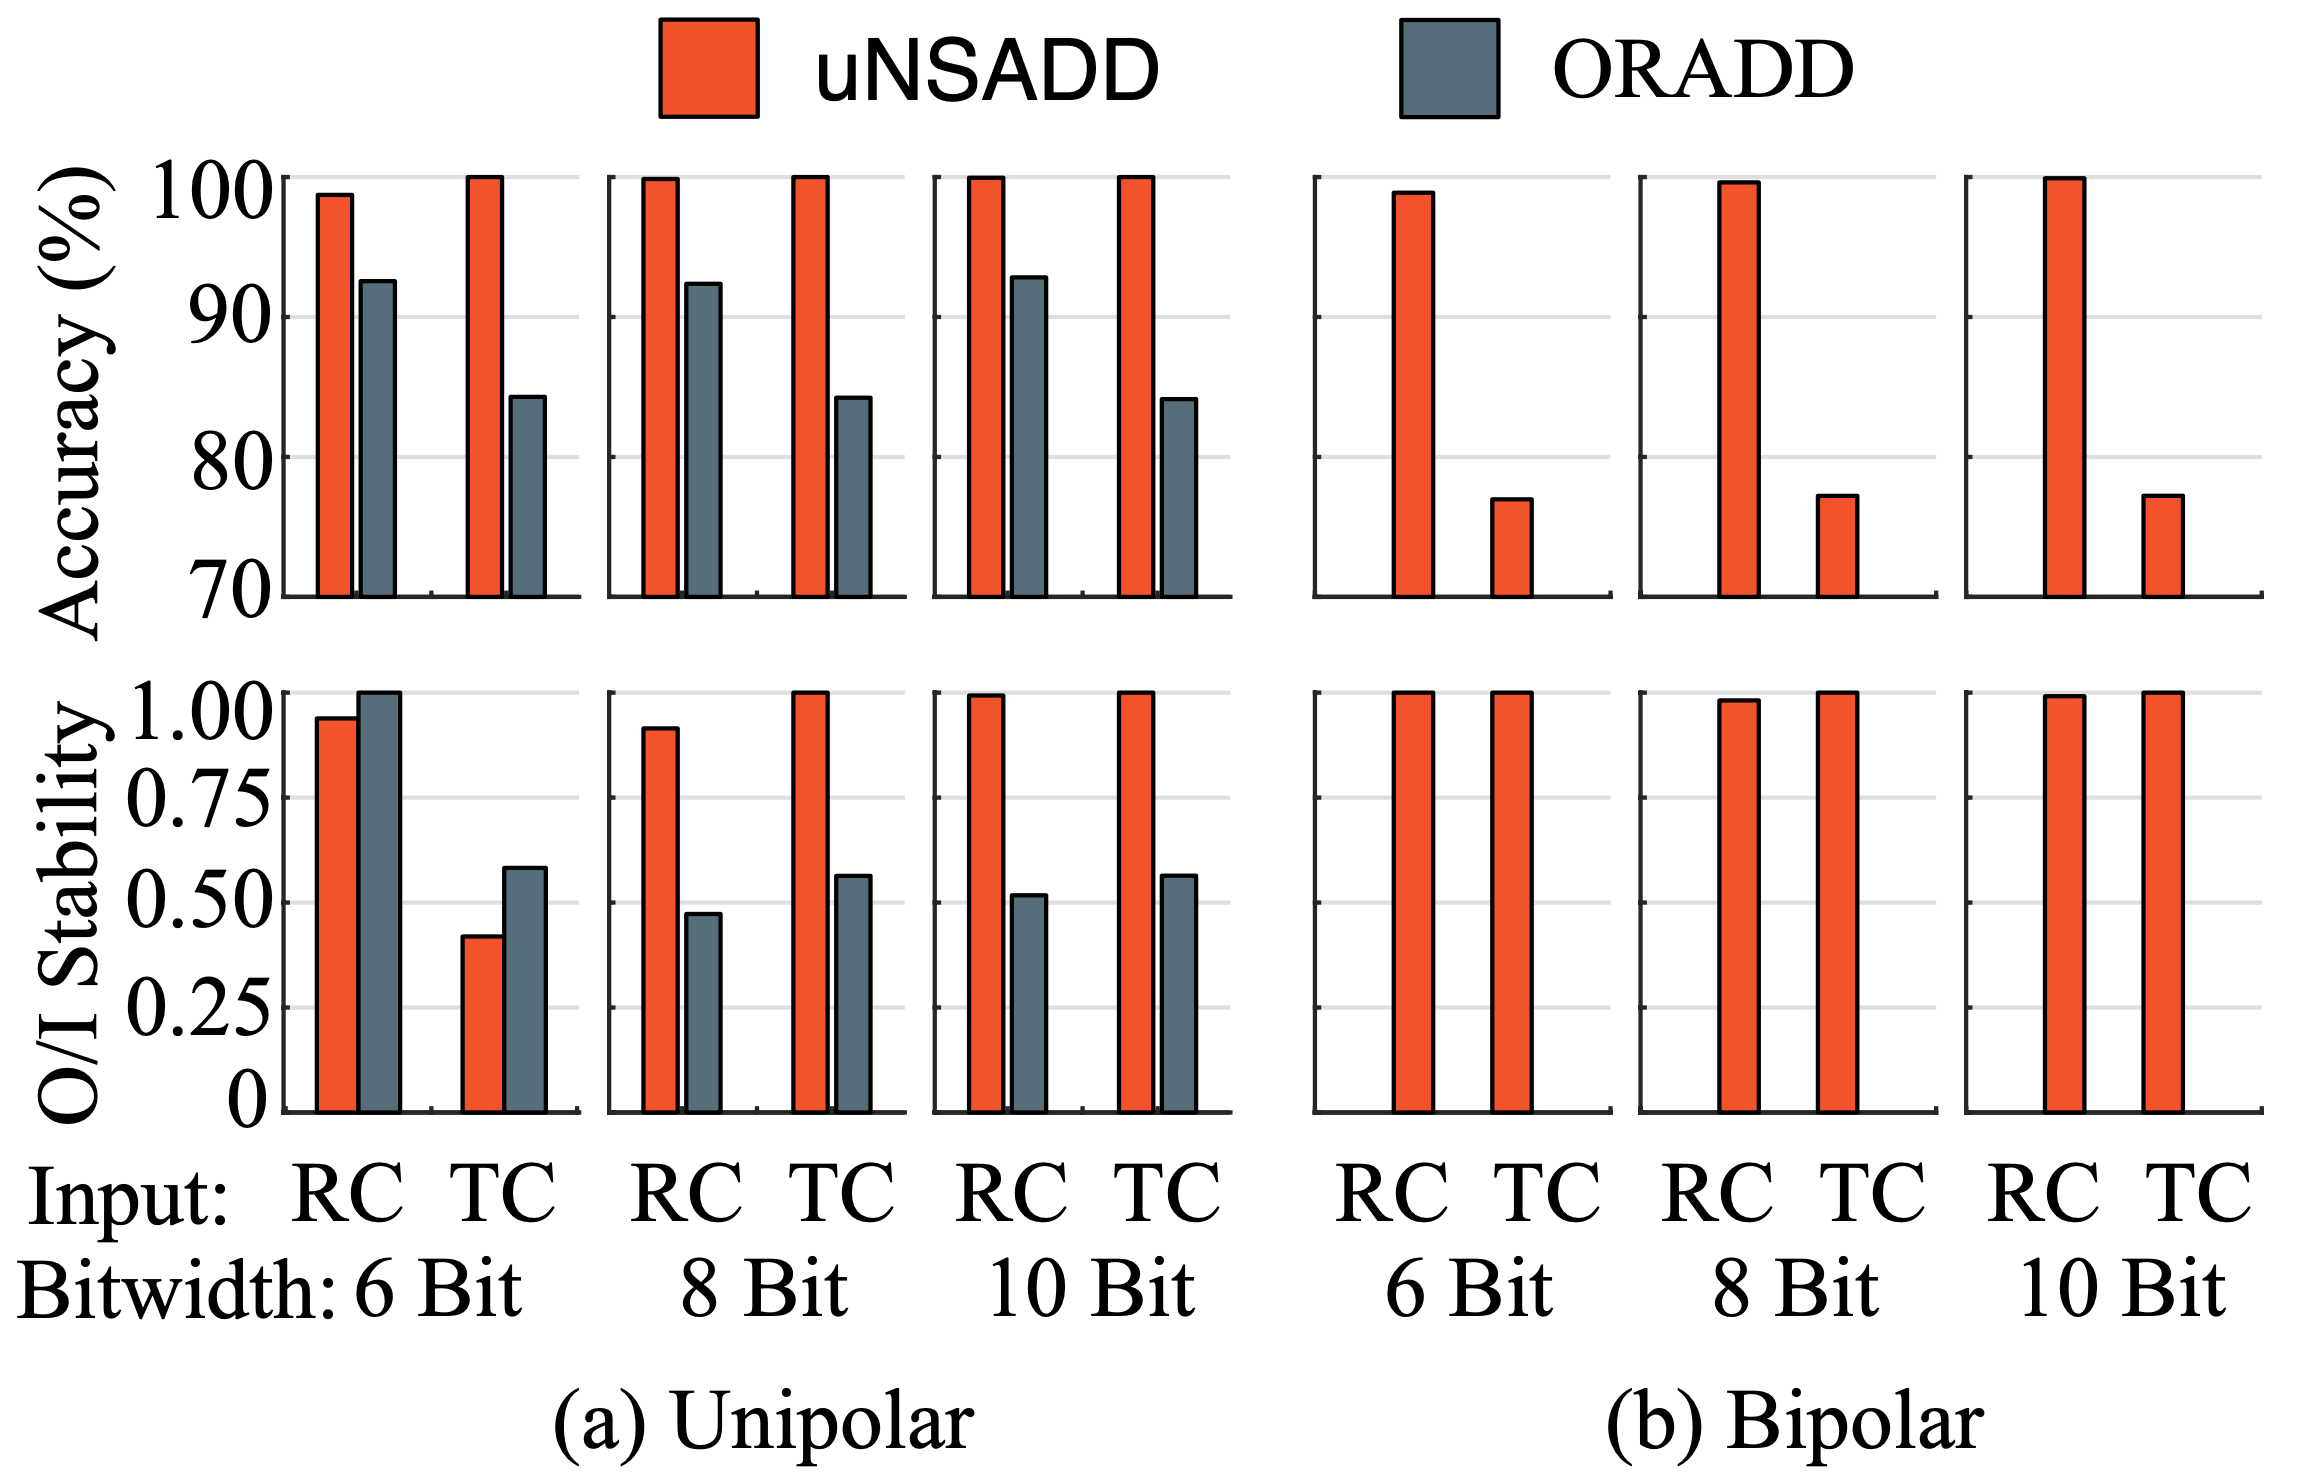 uNSADD ORADD
Accuracy (%)
100
90
80
70
O/I Stability
1.00
0.75
0.50
0.25
0
Input: RC TC RC TC RC TC RC TC RC TC RC TC
Bitwidth: 6 Bit 8 Bit 10 Bit 6 Bit 8 Bit 10 Bit
(a) Unipolar (b) Bipolar